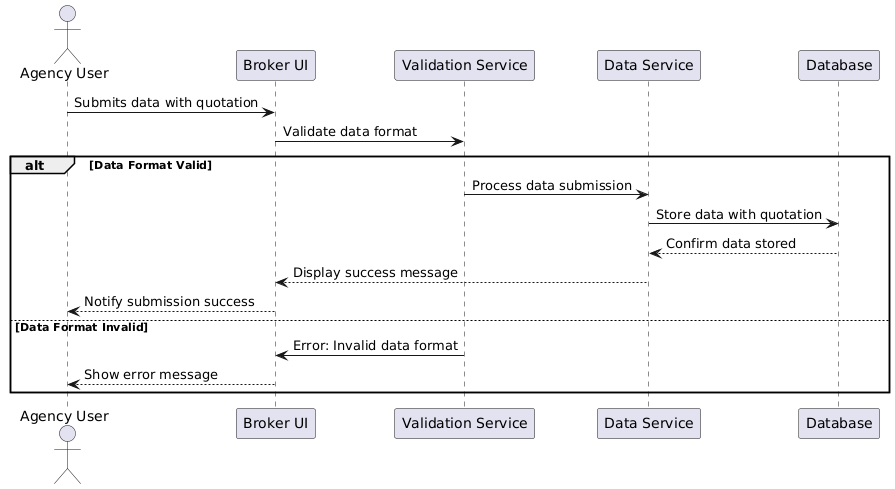 Agency User
Broker UI
Validation Service
Data Service
Database
Submits data with quotation
Validate data format
alt
[Data Format Valid]
Process data submission
Store data with quotation
Confirm data stored
Display success message
Notify submission success
[Data Format Invalid]
Error: Invalid data format
Show error message
Agency User
Broker UI
Validation Service
Data Service
Database